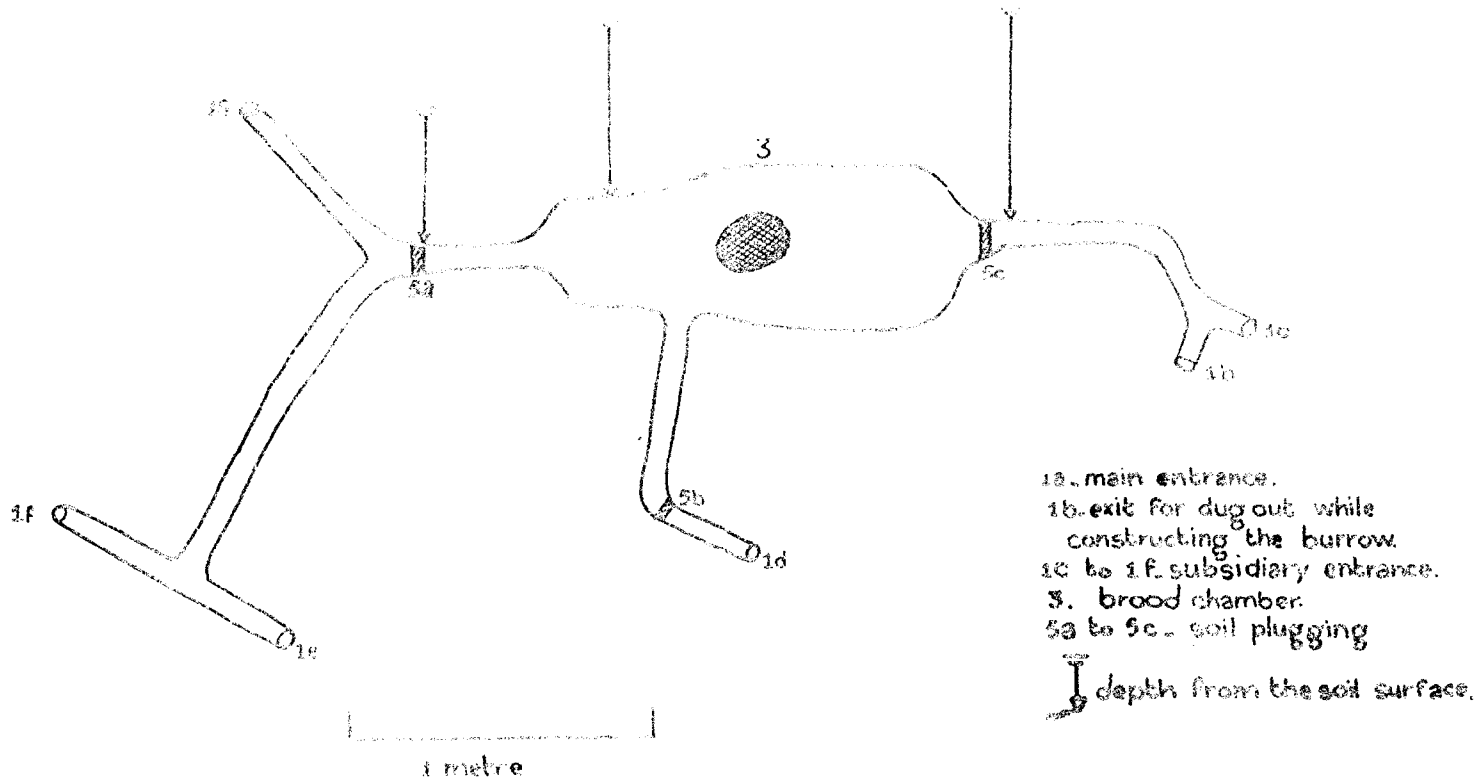 3
5a
5c
1c
1b
5b
1f
1d
1e
1a. main entrance.
1b. exit for dug out while
constructing the burrow.
1c to 1f. subsidiary entrance.
3. brood chamber.
5a to 5c. soil plugging
depth from the soil surface.
1 metre